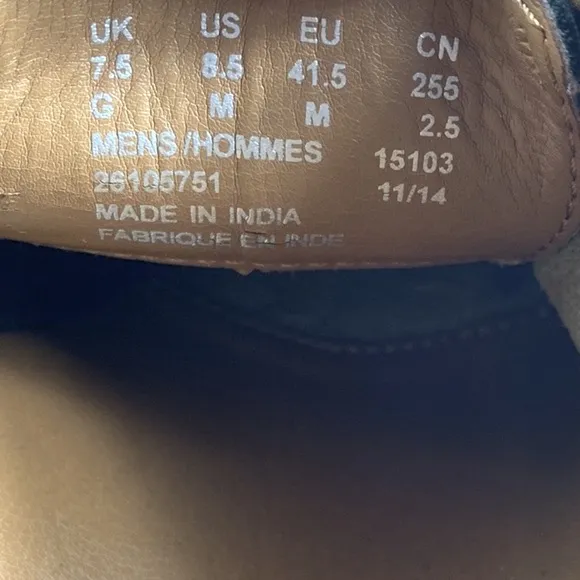 UK US EU CN
7.5 8.5 41.5 255
G M M 2.5
MENS/HOMMES 15103
26105751 11/14
MADE IN INDIA
FABRIQUE EN INDE